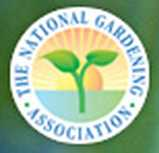 THE NATIONAL GARDENING
ASSOCIATION